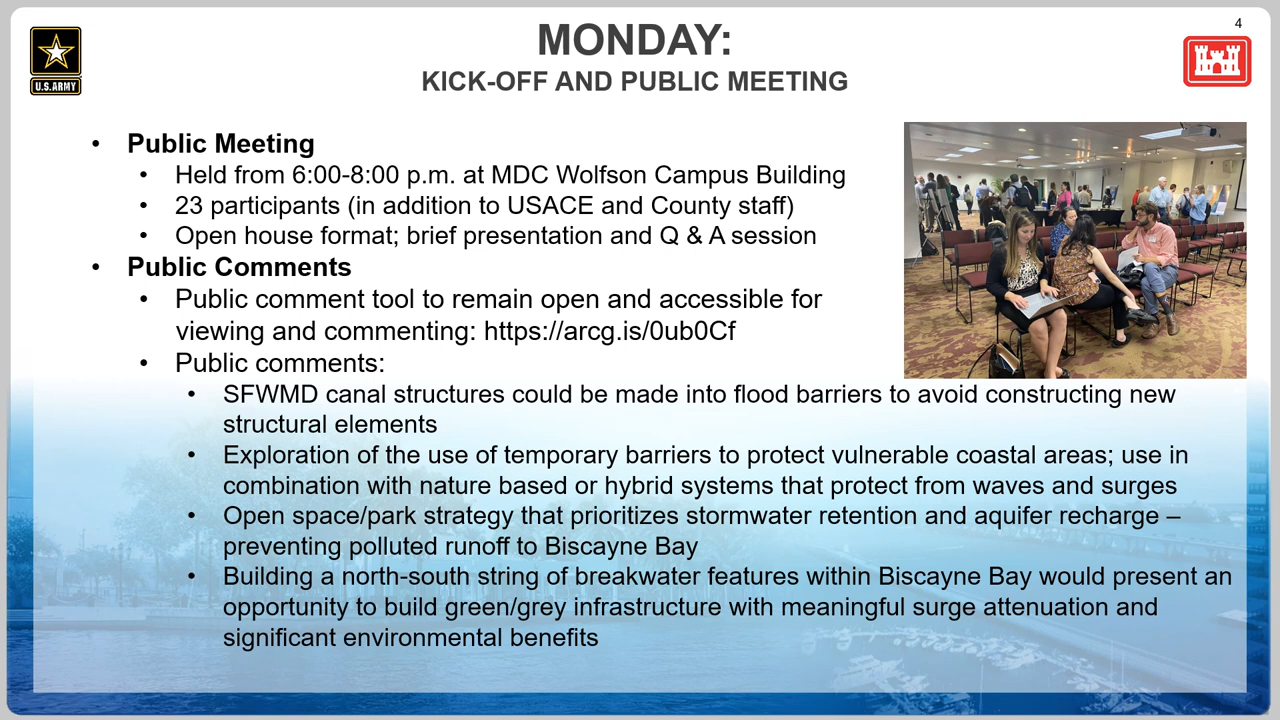 4
MONDAY:
KICK-OFF AND PUBLIC MEETING
U.S.ARMY
• Public Meeting
• Held from 6:00-8:00 p.m. at MDC Wolfson Campus Building
• 23 participants (in addition to USACE and County staff)
• Open house format; brief presentation and Q & A session
• Public Comments
• Public comment tool to remain open and accessible for
viewing and commenting: https://arcg.is/0ub0Cf
• Public comments:
• SFWMD canal structures could be made into flood barriers to avoid constructing new
structural elements
• Exploration of the use of temporary barriers to protect vulnerable coastal areas; use in
combination with nature based or hybrid systems that protect from waves and surges
• Open space/park strategy that prioritizes stormwater retention and aquifer recharge –
preventing polluted runoff to Biscayne Bay
• Building a north-south string of breakwater features within Biscayne Bay would present an
opportunity to build green/grey infrastructure with meaningful surge attenuation and
significant environmental benefits